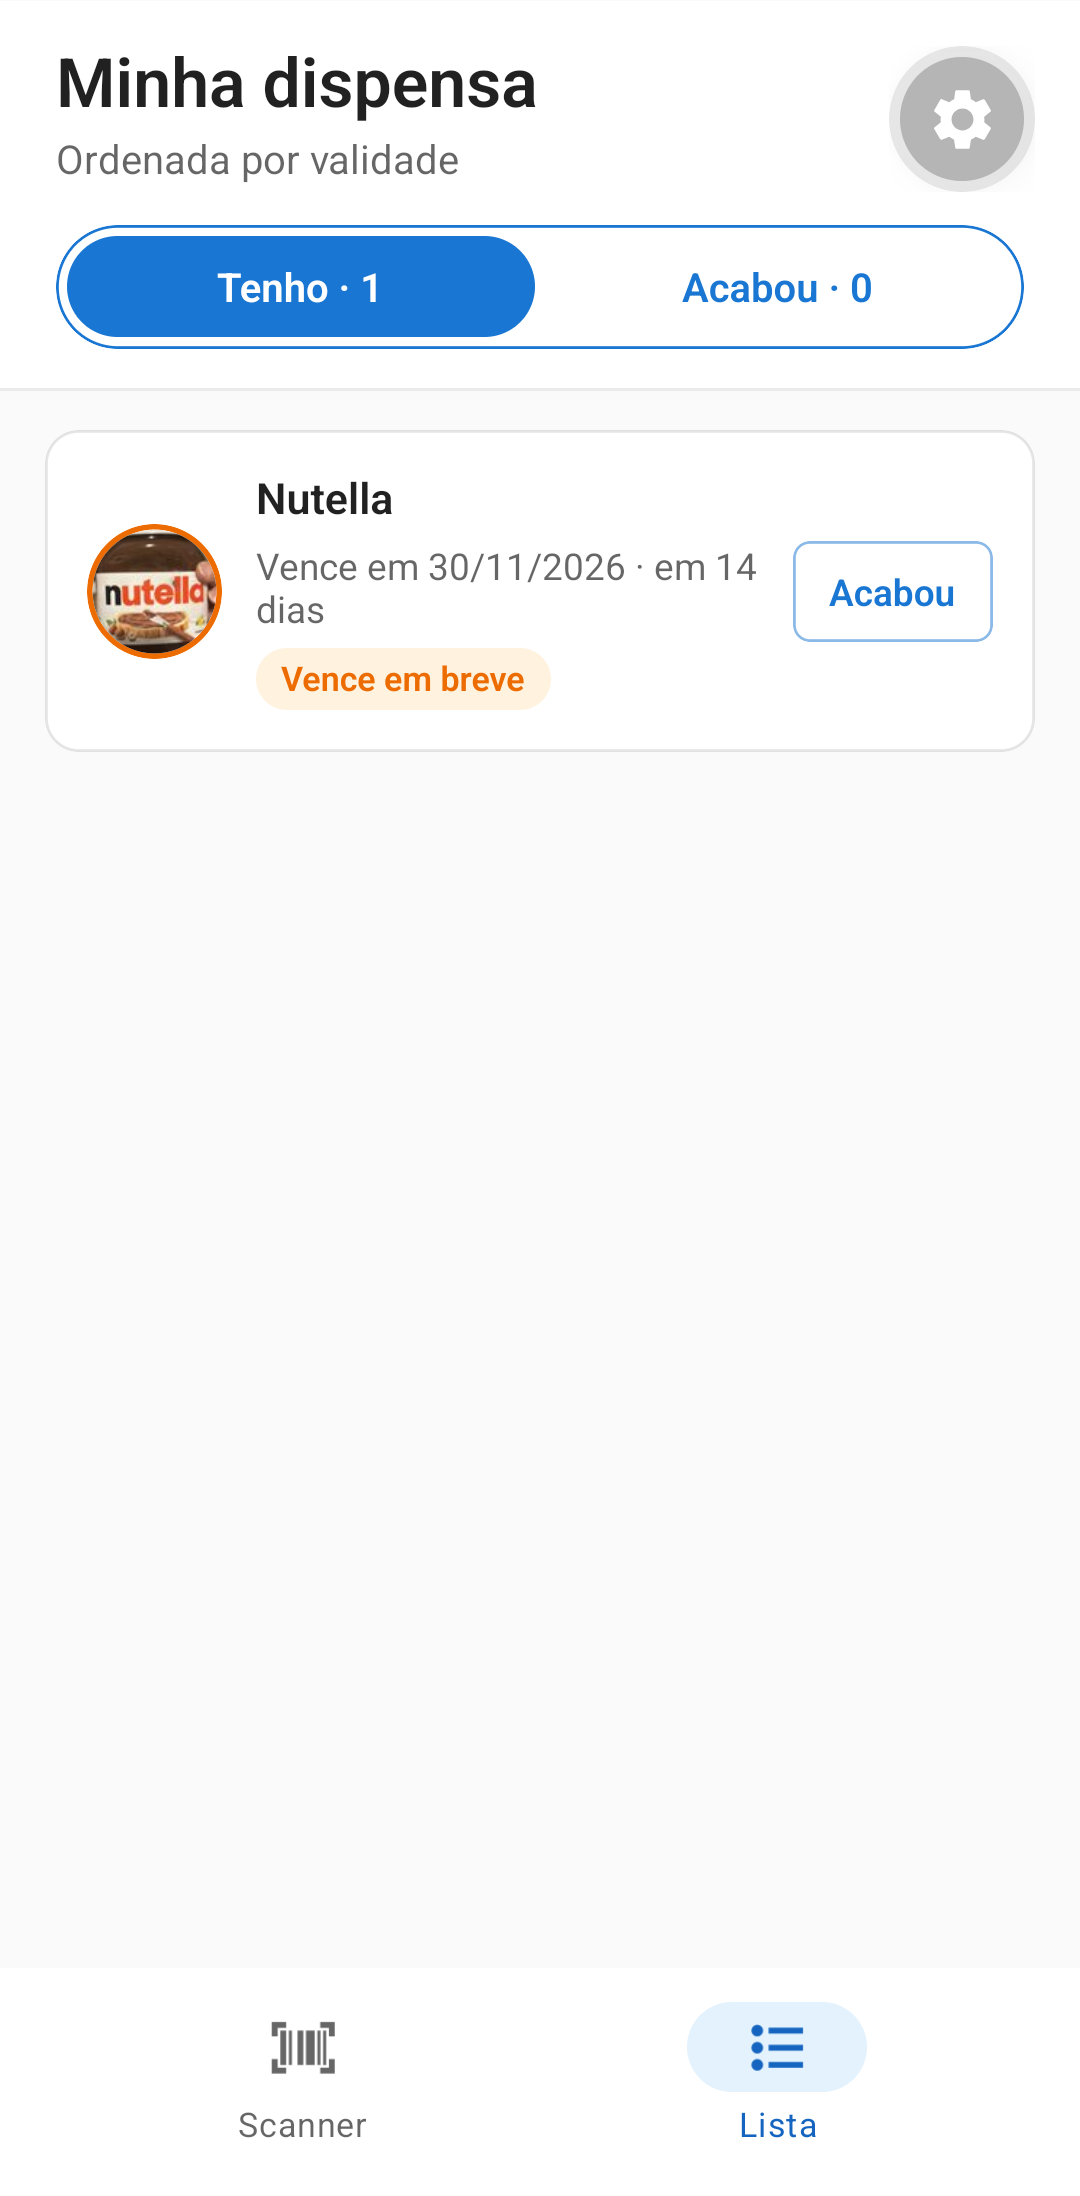 Minha dispensa
Ordenada por validade
Tenho · 1
Acabou · 0
Nutella
nutella
Vence em 30/11/2026 · em 14
dias
Acabou
Vence em breve
Scanner
Lista